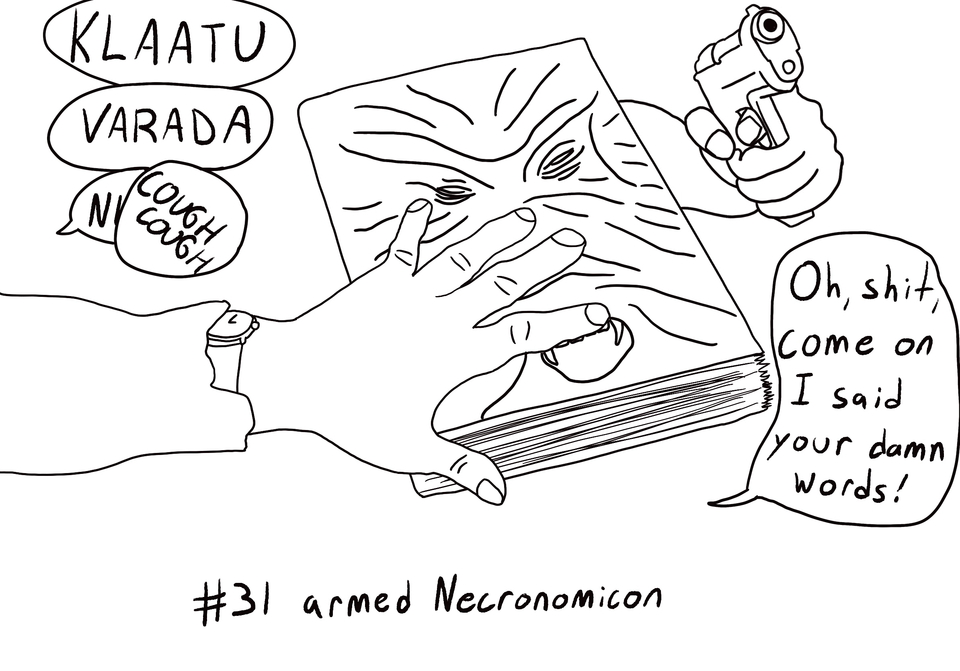 KLAATU
VARADA
NI
COUGH
COUGH
Oh, shit,
come on
I said
your damn
words!
#31 armed Necronomicon